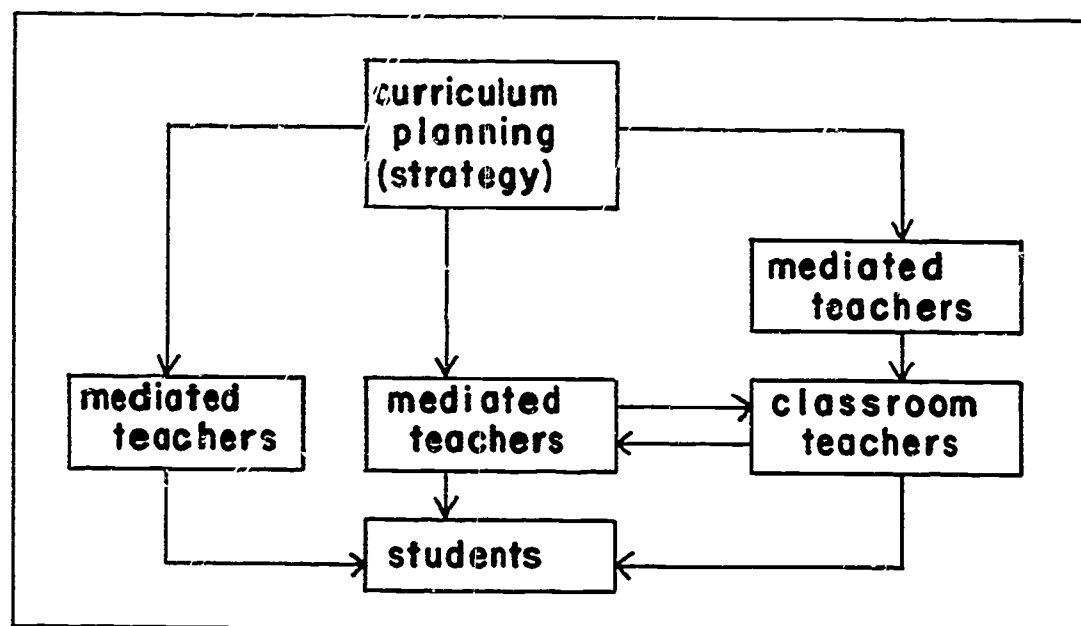 curriculum
planning
(strategy)
mediated
teachers
mediated
teachers
mediated
teachers
classroom
teachers
students